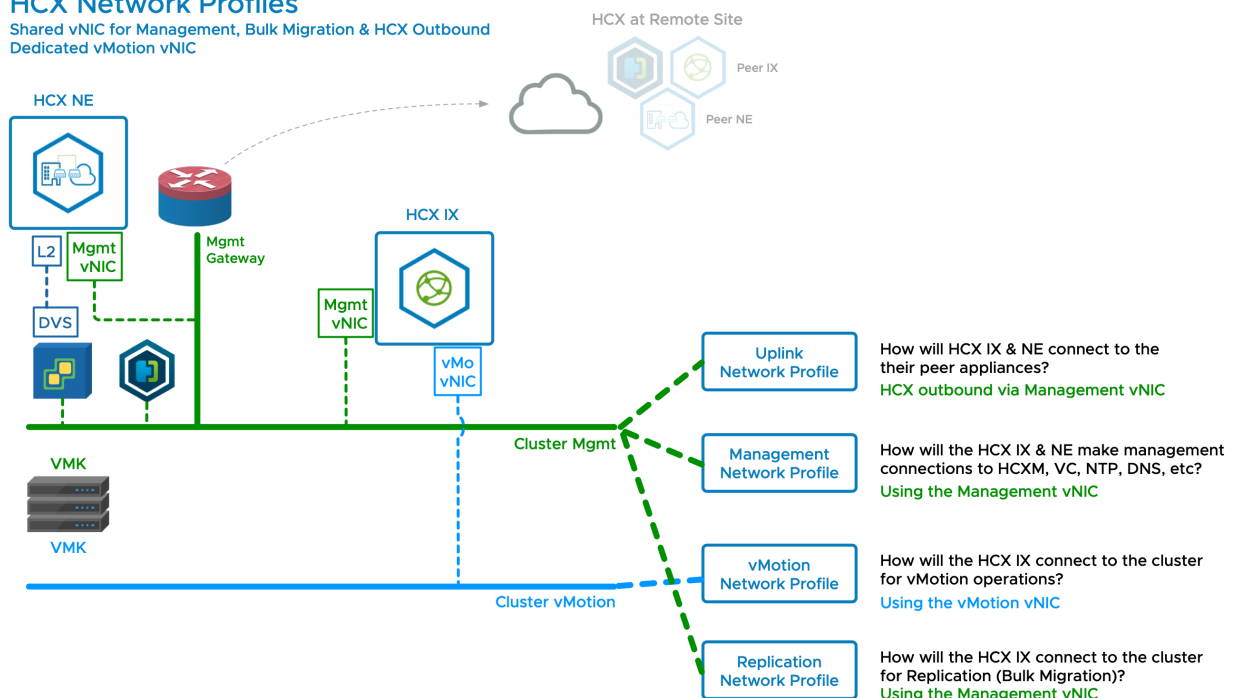 HCX Network Profiles
Shared vNIC for Management, Bulk Migration & HCX Outbound
Dedicated vMotion vNIC
HCX at Remote Site
Peer IX
Peer NE
HCX NE
L2
Mgmt
vNIC
DVS
Mgmt
Gateway
HCX IX
Mgmt
vNIC
vMo
vNIC
Cluster Mgmt
VMK
VMK
Cluster vMotion
Uplink
Network Profile
How will HCX IX & NE connect to the
their peer appliances?
HCX outbound via Management vNIC
Management
Network Profile
How will the HCX IX & NE make management
connections to HCXM, VC, NTP, DNS, etc?
Using the Management vNIC
vMotion
Network Profile
How will the HCX IX connect to the cluster
for vMotion operations?
Using the vMotion vNIC
Replication
Network Profile
How will the HCX IX connect to the cluster
for Replication (Bulk Migration)?
Using the Management vNIC